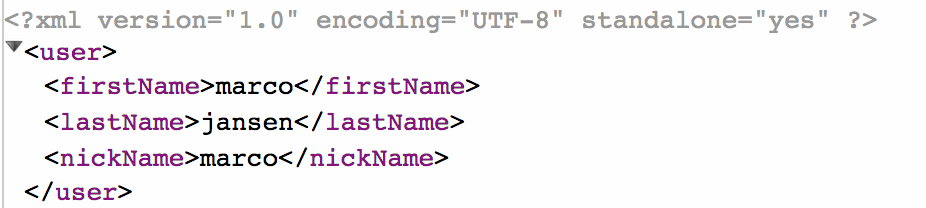 <?xml version="1.0" encoding="UTF-8" standalone="yes" ?>
<user>
<firstName>marco</firstName>
<lastName>jansen</lastName>
<nickName>marco</nickName>
</user>